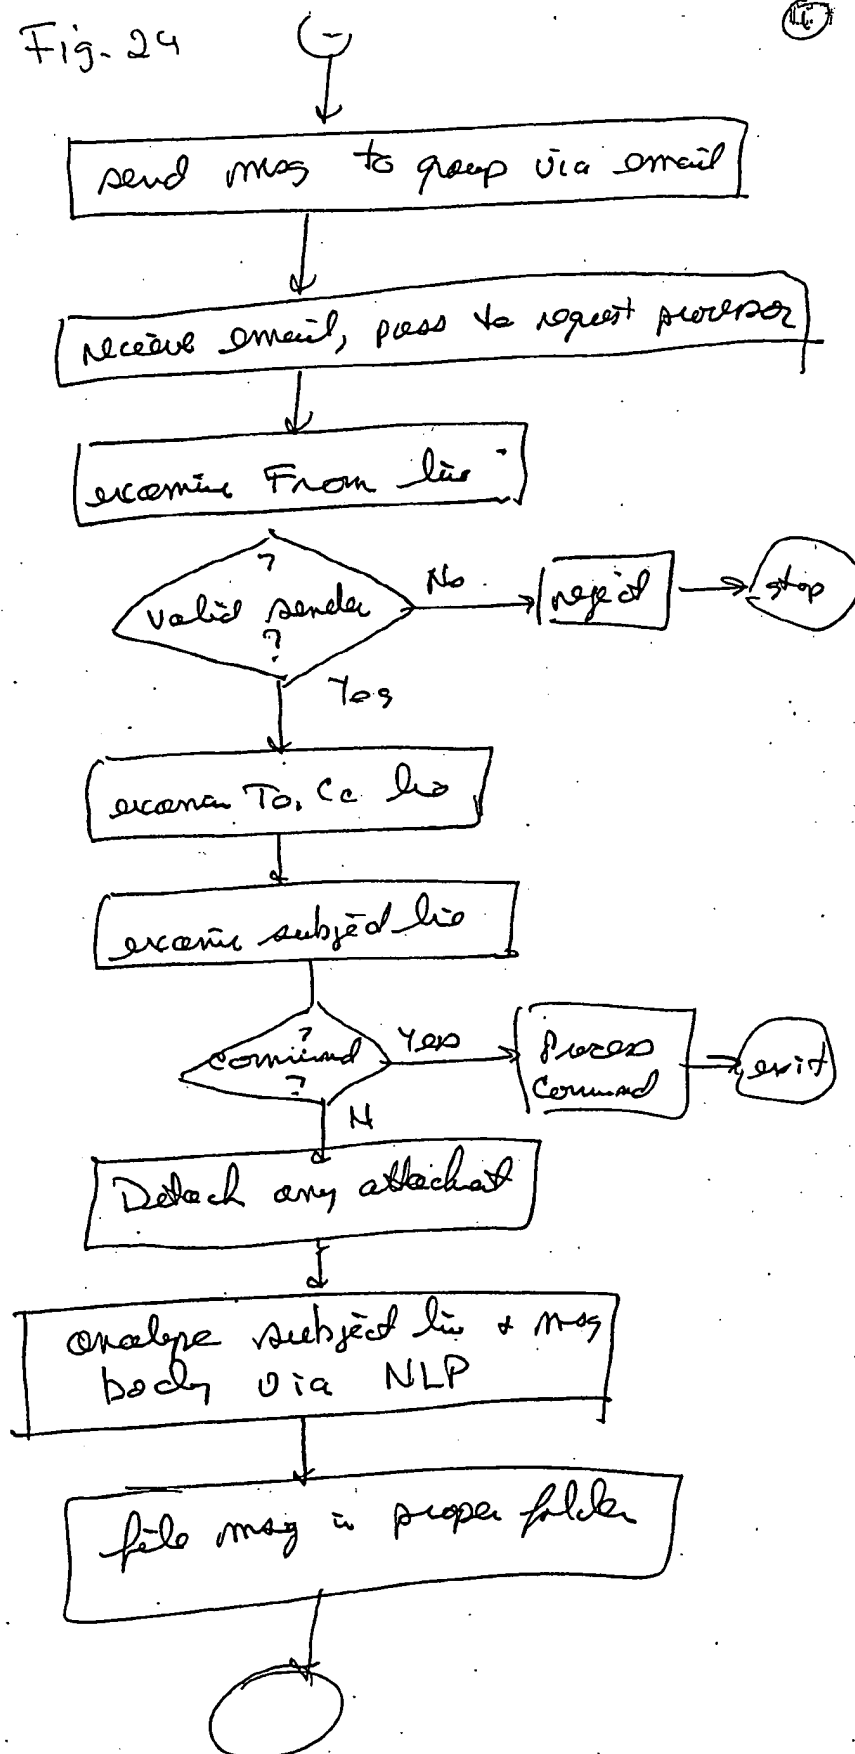 Fig. 24
send msg to group via email
receive email, pass to request processor
examine From line
?
valid sender
?
No
reject
stop
Yes
examine To, Cc line
examine subject line
?
command
?
Yes
Process
Command
exit
N
Detach any attachment
analyze subject line + msg
body via NLP
file msg in proper folder